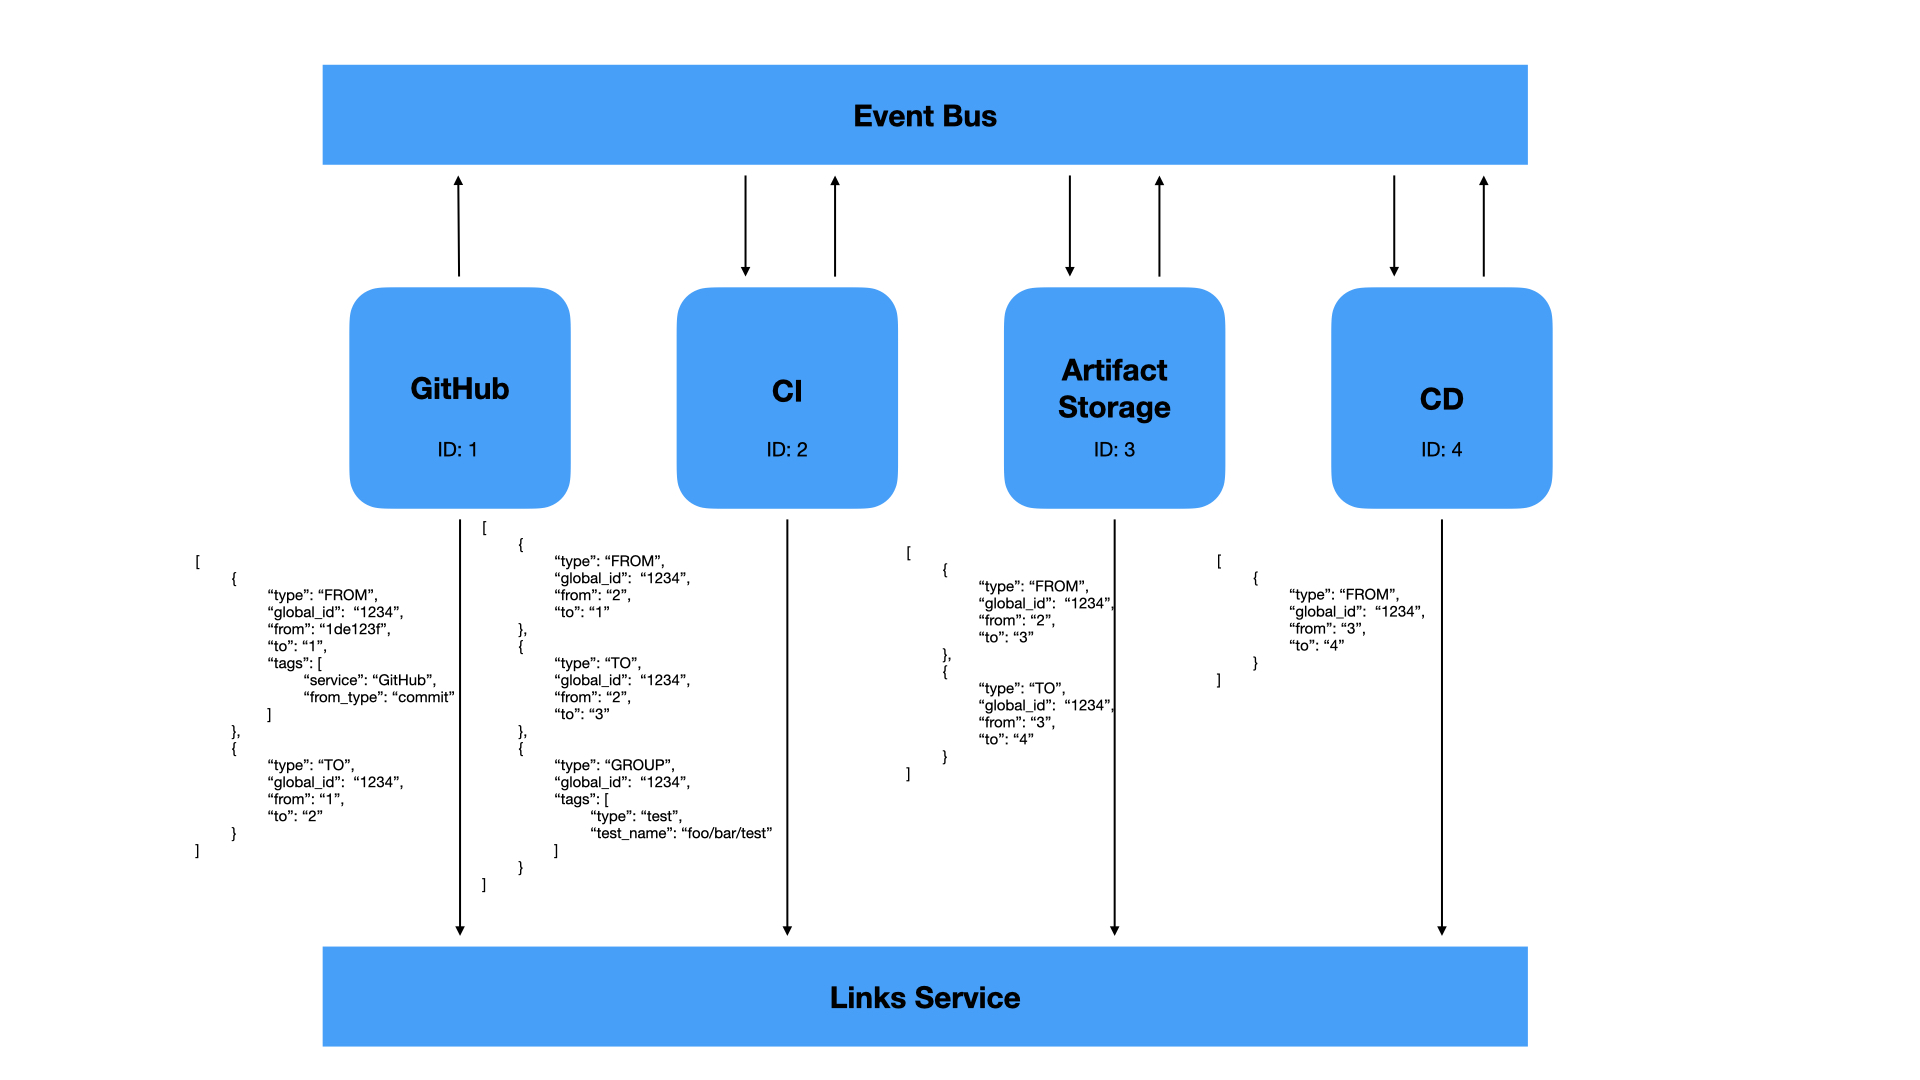 Event Bus
GitHub
ID: 1
CI
ID: 2
Artifact
Storage
ID: 3
CD
ID: 4
[
{
“type”: “FROM”,
“global_id”:  “1234”,
“from”: “1de123f”,
“to”: “1”,
“tags”: [
“service”: “GitHub”,
“from_type”: “commit”
]
},
{
“type”: “TO”,
“global_id”:  “1234”,
“from”: “1”,
“to”: “2”
}
]
[
{
“type”: “FROM”,
“global_id”:  “1234”,
“from”: “2”,
“to”: “1”
},
{
“type”: “TO”,
“global_id”:  “1234”,
“from”: “2”,
“to”: “3”
},
{
“type”: “GROUP”,
“global_id”:  “1234”,
“tags”: [
“type”: “test”,
“test_name”: “foo/bar/test”
]
}
]
[
{
“type”: “FROM”,
“global_id”:  “1234”,
“from”: “2”,
“to”: “3”
},
{
“type”: “TO”,
“global_id”:  “1234”,
“from”: “3”,
“to”: “4”
}
]
[
{
“type”: “FROM”,
“global_id”:  “1234”,
“from”: “3”,
“to”: “4”
}
]
Links Service